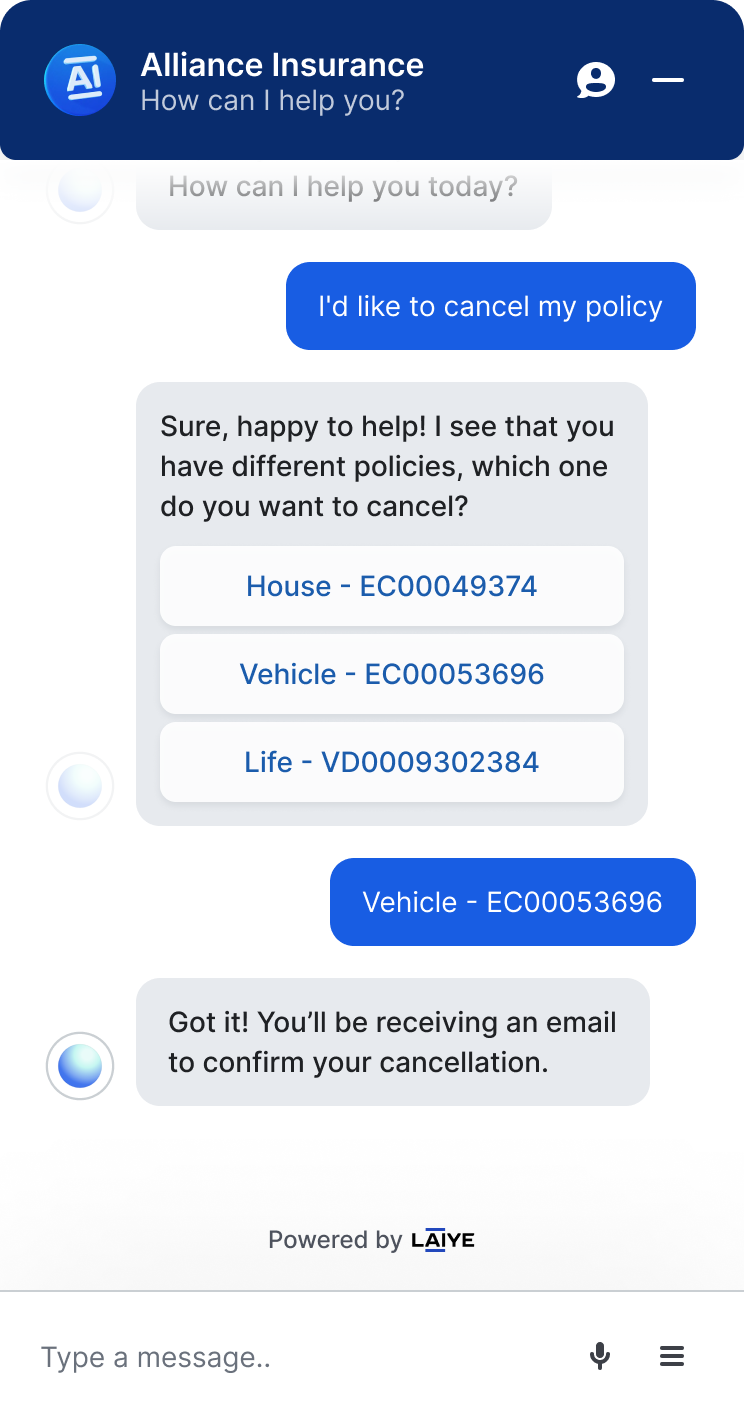 AI
Alliance Insurance
How can I help you?
How can I help you today?
I'd like to cancel my policy
Sure, happy to help! I see that you
have different policies, which one
do you want to cancel?
House - EC00049374
Vehicle - EC00053696
Life - VD0009302384
Vehicle - EC00053696
Got it! You’ll be receiving an email
to confirm your cancellation.
Powered by LAIYE
Type a message..